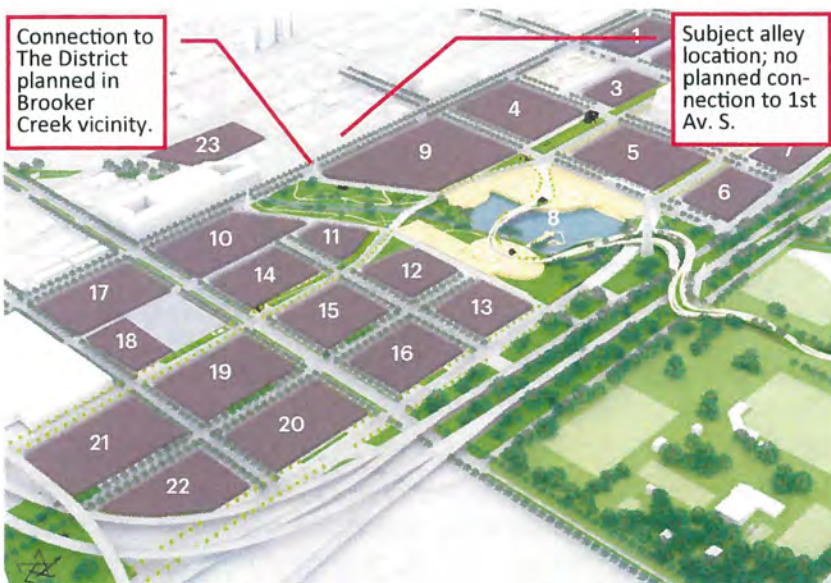 Connection to
The District
planned in
Brooker
Creek vicinity.
Subject alley
location; no
planned con-
nection to 1st
Av. S.
1
3
4
23
9
5
7
6
8
10
11
12
14
17
13
15
18
16
19
20
21
22